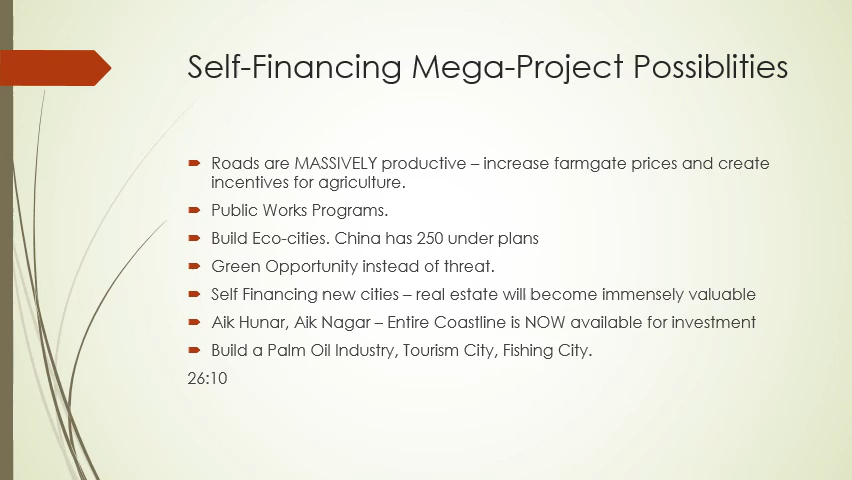 Self-Financing Mega-Project Possiblities
Roads are MASSIVELY productive – increase farmgate prices and create
incentives for agriculture.
Public Works Programs.
Build Eco-cities. China has 250 under plans
Green Opportunity instead of threat.
Self Financing new cities – real estate will become immensely valuable
Aik Hunar, Aik Nagar – Entire Coastline is NOW available for investment
Build a Palm Oil Industry, Tourism City, Fishing City.
26:10